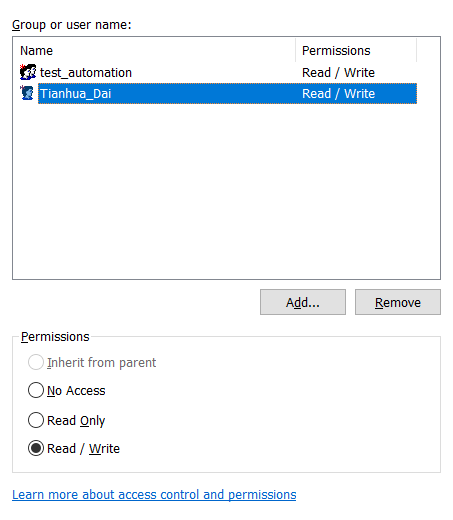 Group or user name:
Name Permissions
test_automation Read / Write
Tianhua_Dai Read / Write
Add... Remove
Permissions
Inherit from parent
No Access
Read Only
Read / Write
Learn more about access control and permissions